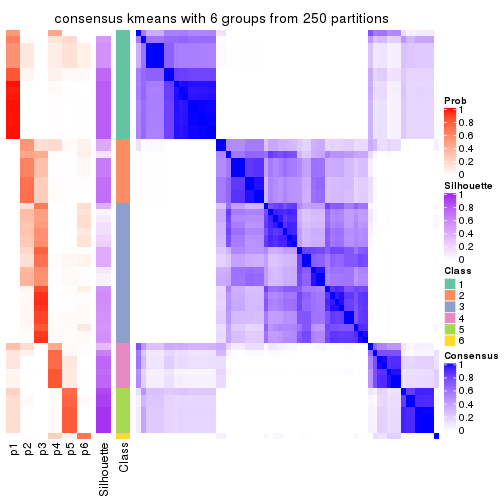 consensus kmeans with 6 groups from 250 partitions
Prob
1
0.8
0.6
0.4
0.2
0
Silhouette
1
0.8
0.6
0.4
0.2
0
Class
1
2
3
4
5
6
Consensus
1
0.8
0.6
0.4
0.2
0
p1
p2
p3
p4
p5
p6
Silhouette
Class